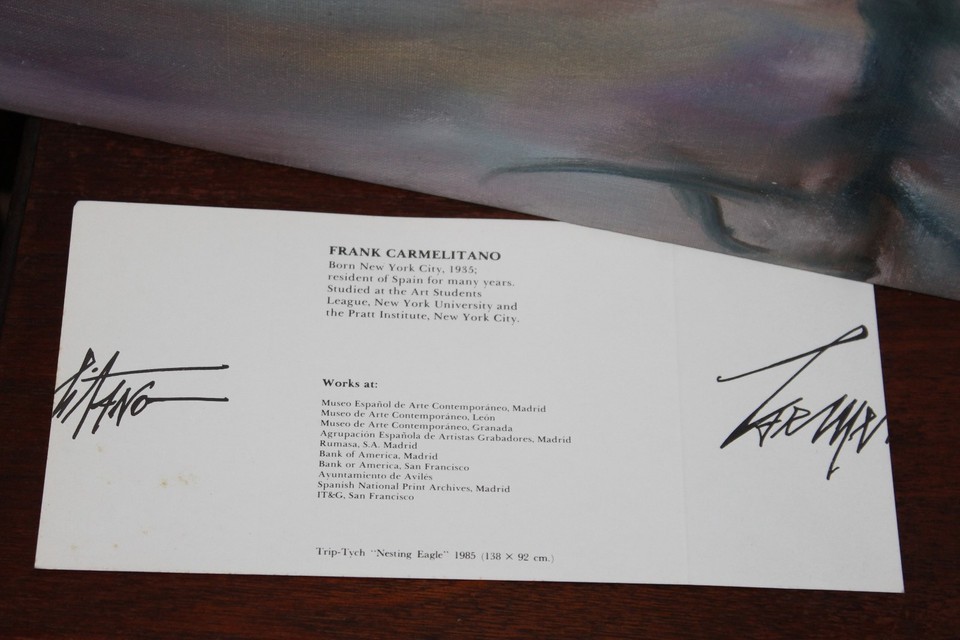 FRANK CARMELITANO
Born New York City, 1935;
resident of Spain for many years.
Studied at the Art Students
League, New York University and
the Pratt Institute, New York City.
Works at:
Museo Español de Arte Contemporáneo, Madrid
Museo de Arte Contemporáneo, León
Museo de Arte Contemporáneo, Granada
Agrupación Española de Artistas Grabadores, Madrid
Rumasa, S.A. Madrid
Bank of America, Madrid
Bank or America, San Francisco
Ayuntamiento de Avilés
Spanish National Print Archives, Madrid
IT&G, San Francisco
Trip-Tych “Nesting Eagle” 1985 (138 × 92 cm.)
litano